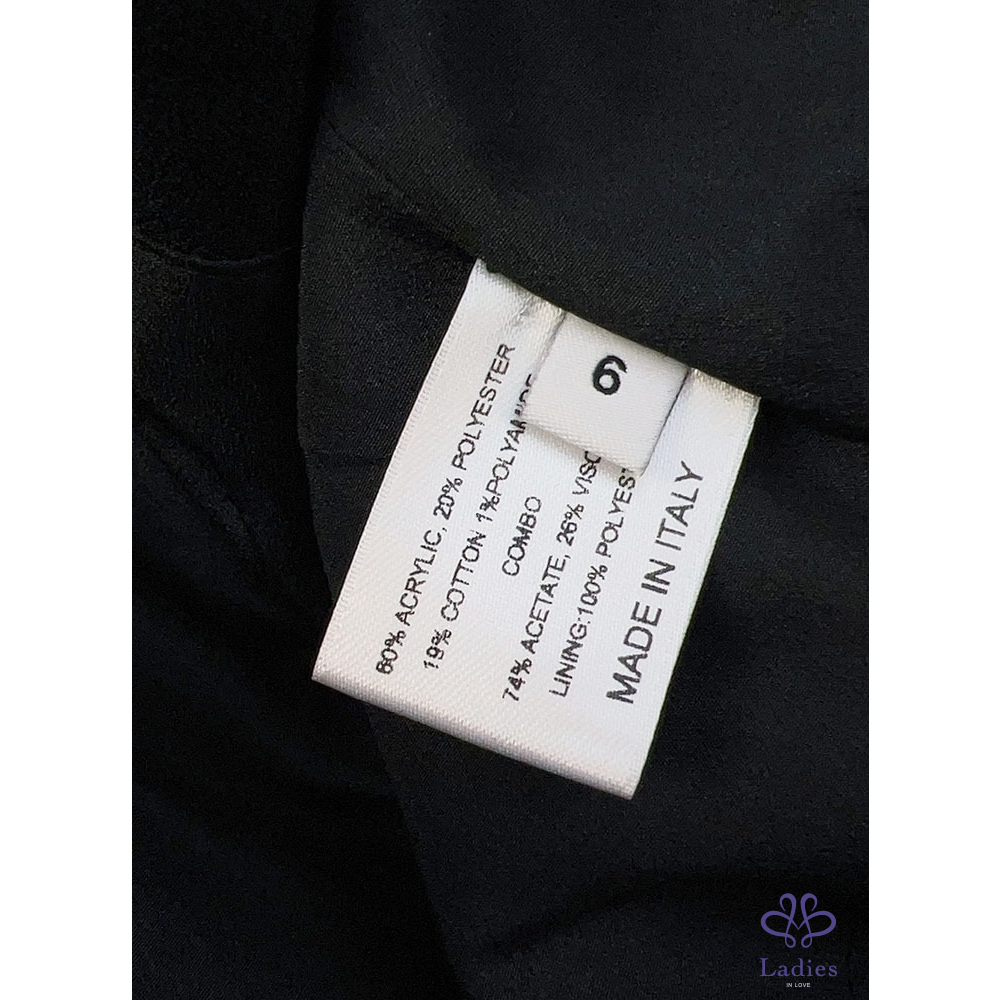 6
60% ACRYLIC, 20% POLYESTER
19% COTTON 1%POLYAMIDE
COMBO
74% ACETATE, 26% VISC
LINING:100% POLYEST
MADE IN ITALY
Ladies
IN LOVE